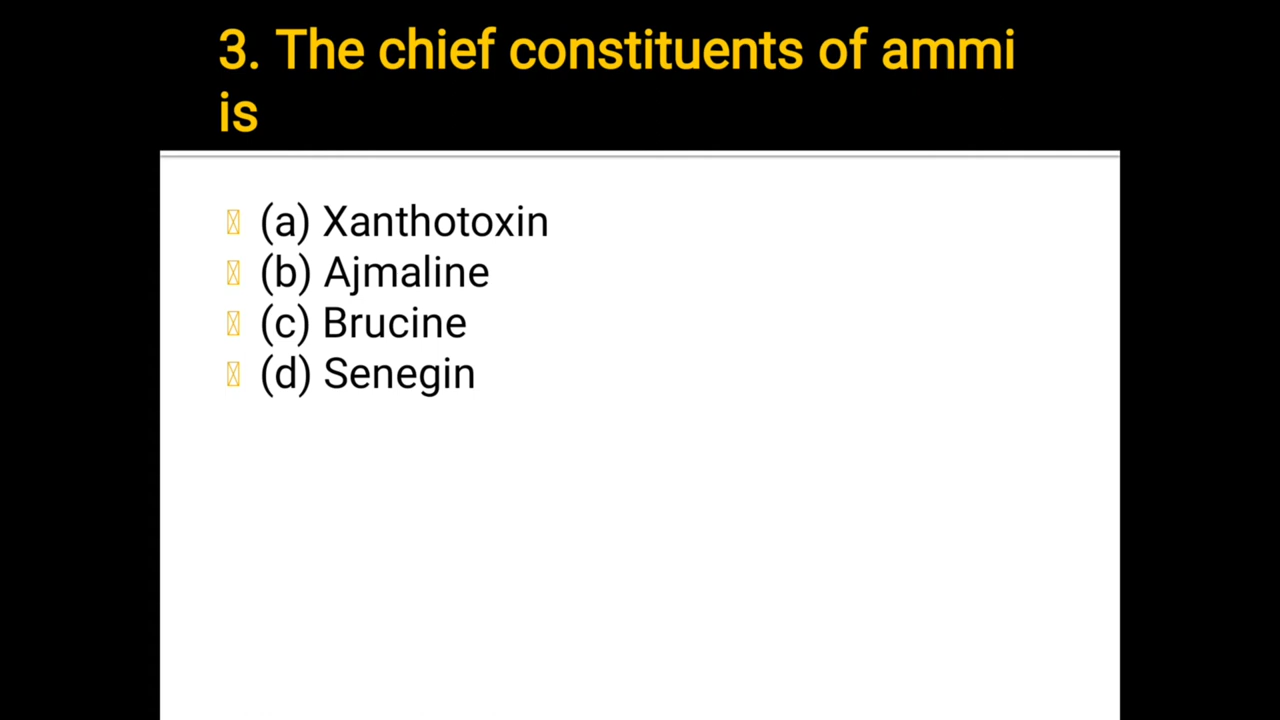 3. The chief constituents of ammi
is
(a) Xanthotoxin
(b) Ajmaline
(c) Brucine
(d) Senegin